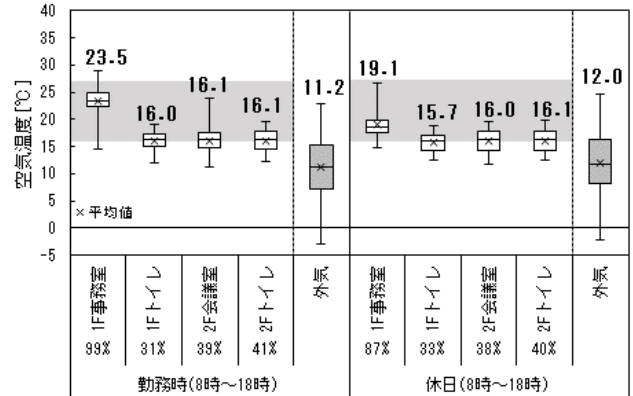 空気温度[℃]
40
35
30
25
20
15
10
5
0
-5
23.5
16.0
16.1
16.1
11.2
19.1
15.7
16.0
16.1
12.0
×平均値
1F事務室
1Fトイレ
2F会議室
2Fトイレ
外気
1F事務室
1Fトイレ
2F会議室
2Fトイレ
外気
99% 31% 39% 41% 87% 33% 38% 40%
勤務時(8時～18時) 休日(8時～18時)